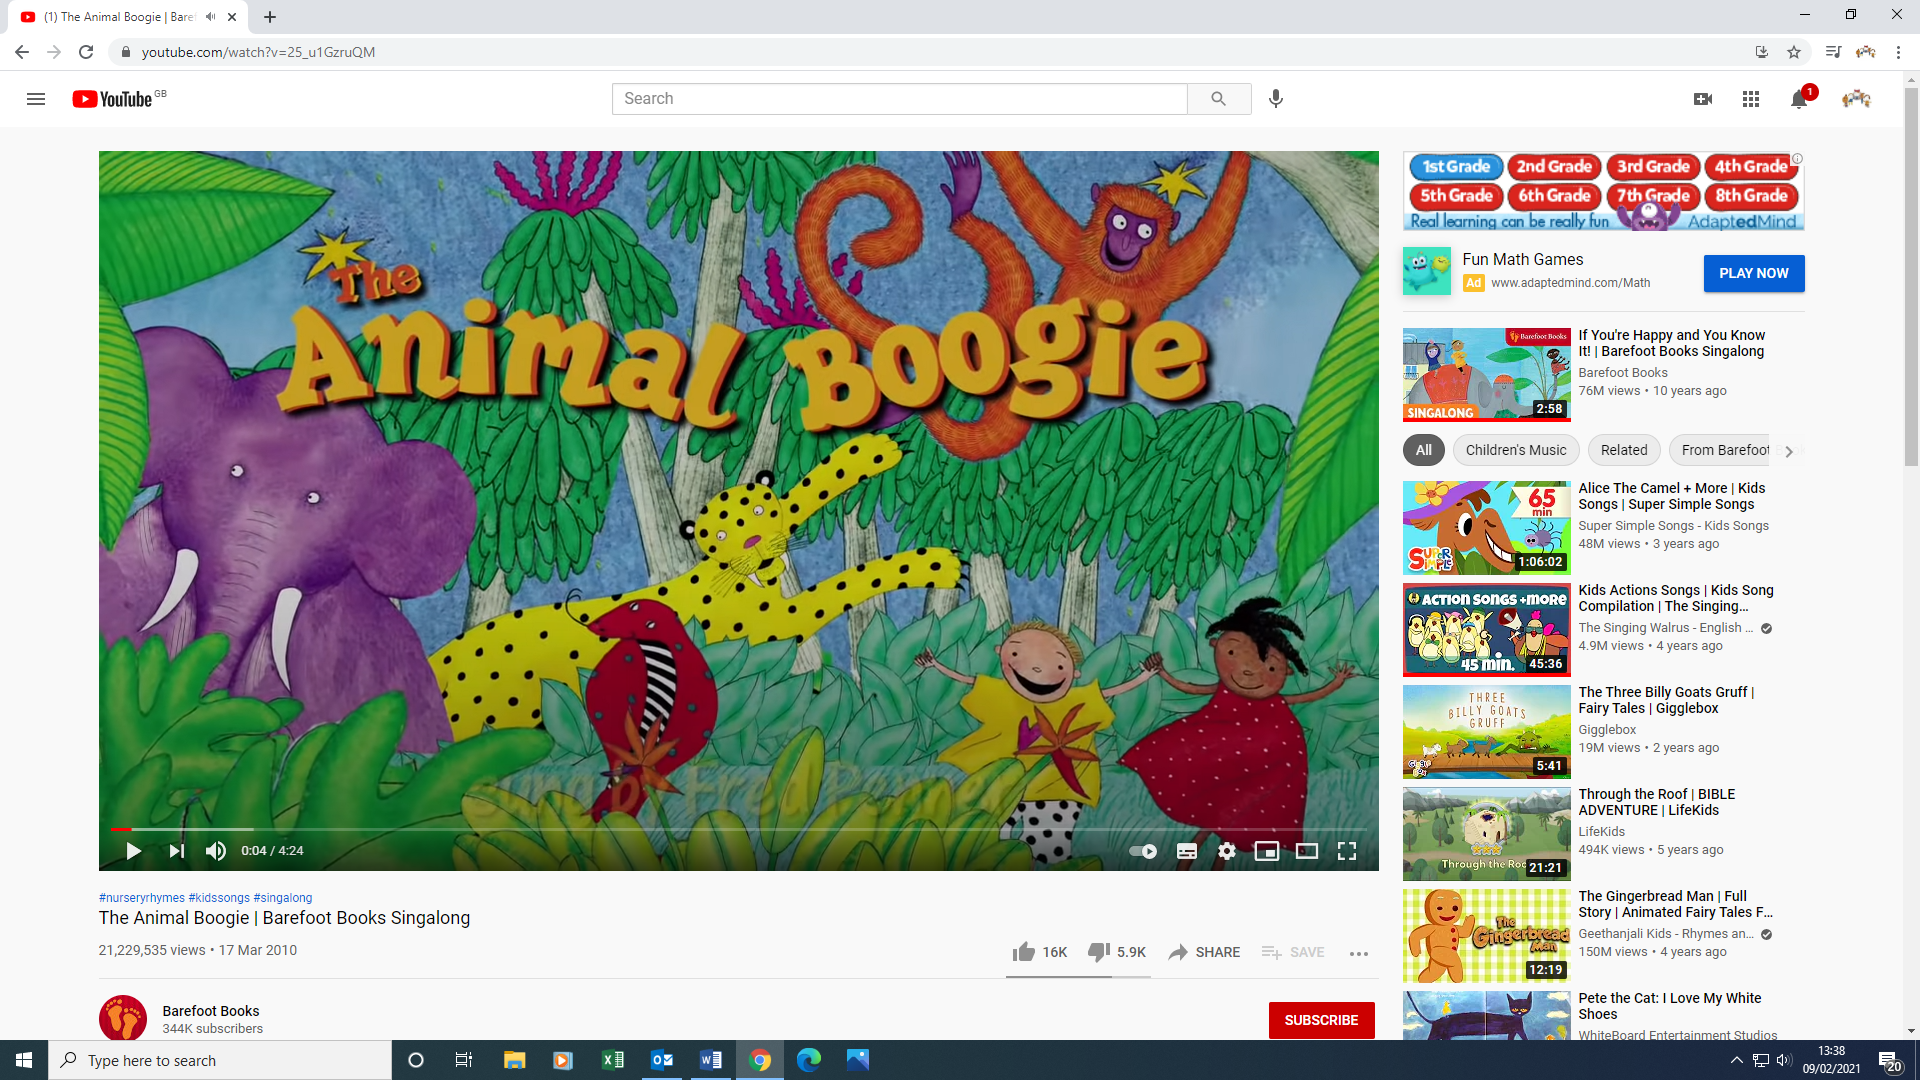 (1) The Animal Boogie | Baref
youtube.com/watch?v=25_u1GzruQM
YouTube GB
Search
1
The
Animal Boogie
Sung by Fred Penner
0:04 / 4:24
#nurseryrhymes #kidssongs #singalong
The Animal Boogie | Barefoot Books Singalong
21,229,535 views • 17 Mar 2010
16K
5.9K
SHARE
SAVE
Barefoot Books
344K subscribers
SUBSCRIBE
1st Grade 2nd Grade 3rd Grade 4th Grade
5th Grade 6th Grade 7th Grade 8th Grade
Real learning can be really fun AdaptedMind
Fun Math Games
Ad www.adaptedmind.com/Math
PLAY NOW
Barefoot Books
SINGALONG
2:58
If You're Happy and You Know
It! | Barefoot Books Singalong
Barefoot Books
76M views • 10 years ago
All
Children's Music
Related
From Barefoot
65
min
SUPER
SIMPLE
1:06:02
Alice The Camel + More | Kids
Songs | Super Simple Songs
Super Simple Songs - Kids Songs
48M views • 3 years ago
ACTION SONGS +MORE
45 min.
45:36
Kids Actions Songs | Kids Song
Compilation | The Singing...
The Singing Walrus - English ...
4.9M views • 4 years ago
THREE
BILLY GOATS
GRUFF
5:41
The Three Billy Goats Gruff |
Fairy Tales | Gigglebox
Gigglebox
19M views • 2 years ago
Through the Roo
21:21
Through the Roof | BIBLE
ADVENTURE | LifeKids
LifeKids
494K views • 5 years ago
The
Gingerbread
Man
12:19
The Gingerbread Man | Full
Story | Animated Fairy Tales F...
Geethanjali Kids - Rhymes an...
150M views • 4 years ago
Pete the Cat: I Love My White
Shoes
WhiteBoard Entertainment Studios
Type here to search
13:38
09/02/2021
20